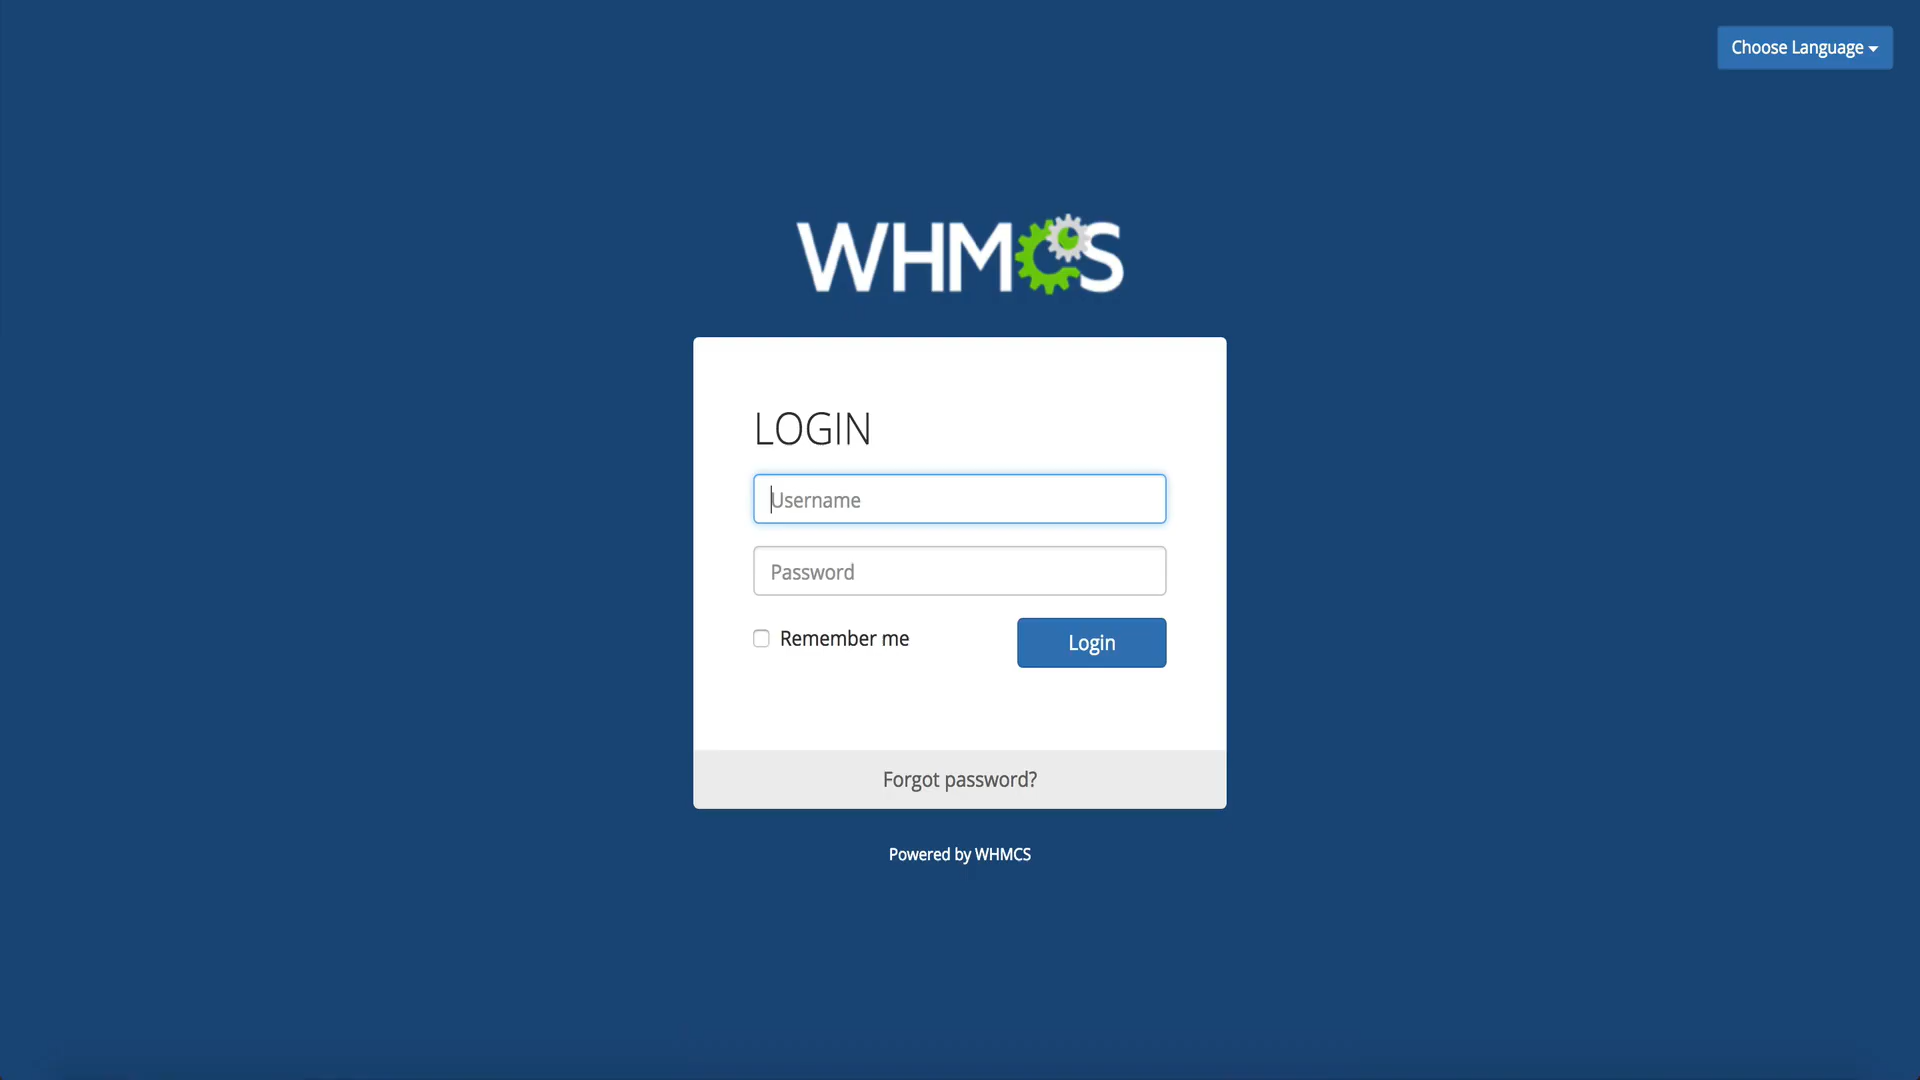 Choose Language
WHMCS
LOGIN
Username
Password
Remember me
Login
Forgot password?
Powered by WHMCS